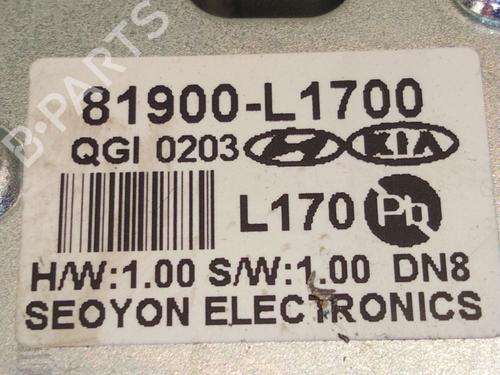 B-PARTS
81900-L1700
QGI 0203 KIA
L170 Pb
H/W:1.00 S/W:1.00 DN8
SEOYON ELECTRONICS